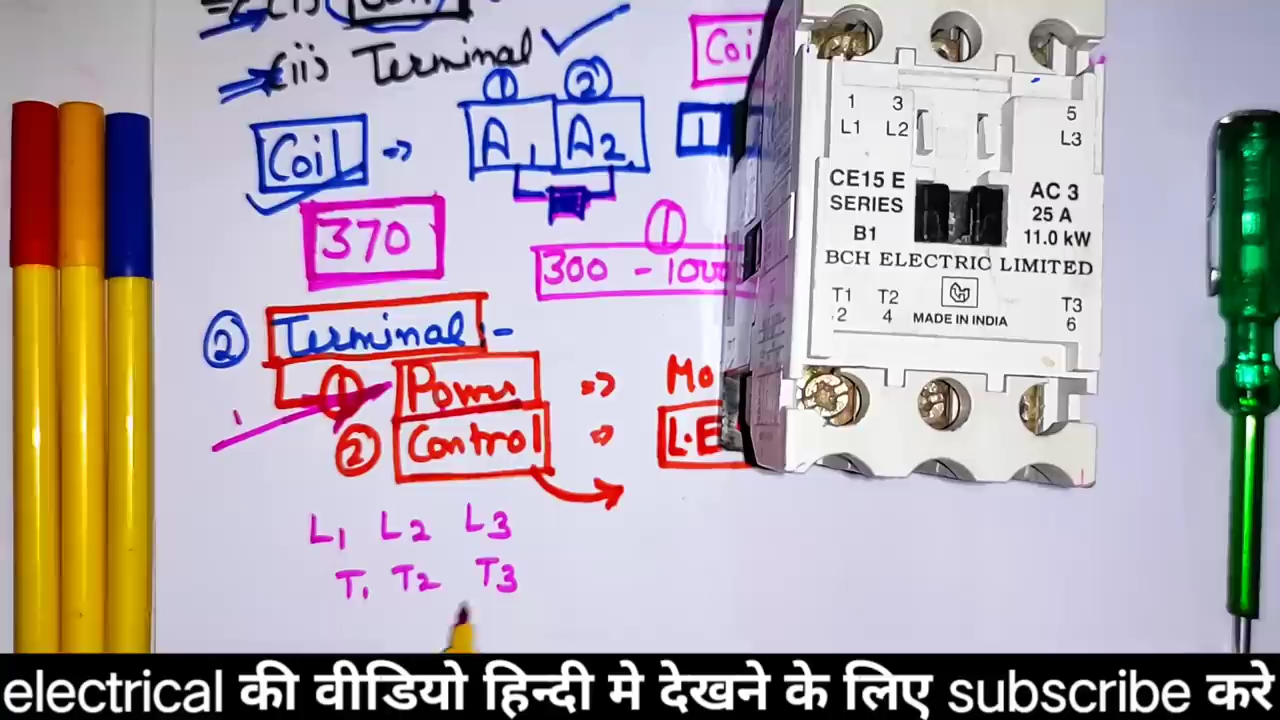 (ii) Terminal
① ②
Coil → A1 A2
Coi
1
370
①
300 - 1000
② Terminal :-
① Power ⇒ Mo
② Control ⇒ L.E
L1 L2 L3
T1 T2 T3
1 3 5
L1 L2 L3
CE15 E
SERIES
B1
AC 3
25 A
11.0 kW
BCH ELECTRIC LIMITED
T1 T2 T3
2 4 6
MADE IN INDIA
electrical की वीडियो हिन्दी मे देखने के लिए subscribe करे